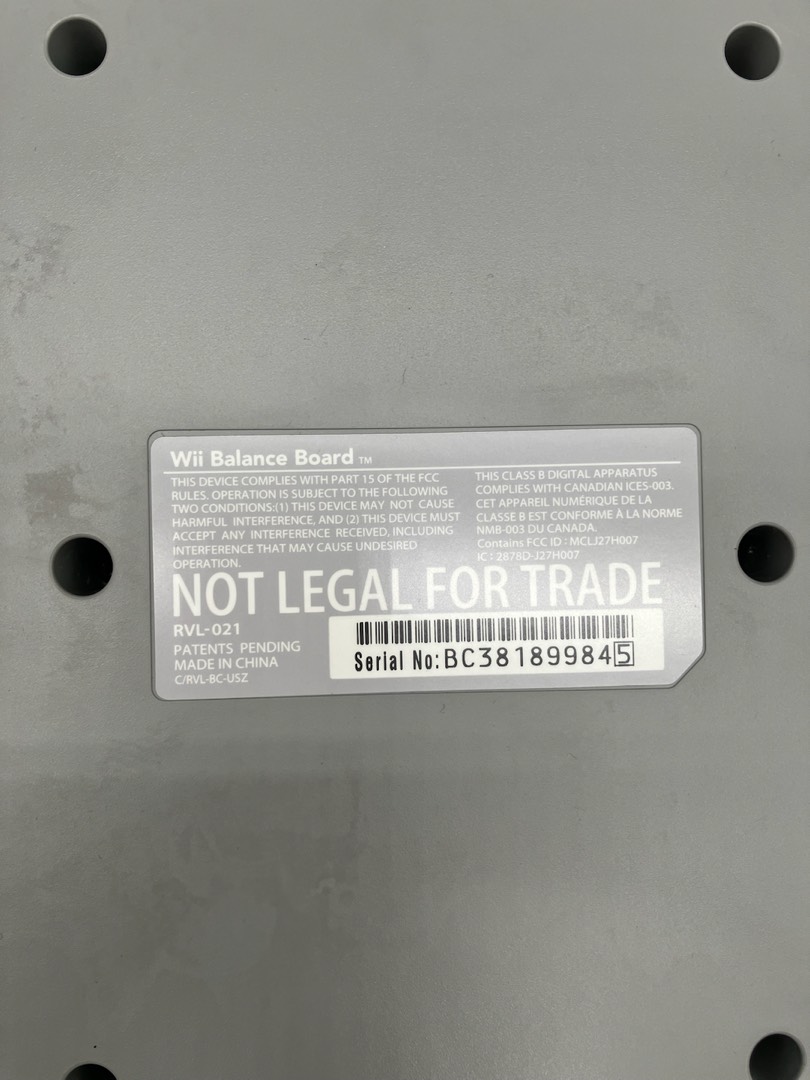 Wii Balance Board TM
THIS DEVICE COMPLIES WITH PART 15 OF THE FCC
RULES. OPERATION IS SUBJECT TO THE FOLLOWING
TWO CONDITIONS:(1) THIS DEVICE MAY NOT CAUSE
HARMFUL INTERFERENCE, AND (2) THIS DEVICE MUST
ACCEPT ANY INTERFERENCE RECEIVED, INCLUDING
INTERFERENCE THAT MAY CAUSE UNDESIRED
OPERATION.
THIS CLASS B DIGITAL APPARATUS
COMPLIES WITH CANADIAN ICES-003.
CET APPAREIL NUMÉRIQUE DE LA
CLASSE B EST CONFORME À LA NORME
NMB-003 DU CANADA.
Contains FCC ID : MCLJ27H007
IC : 2878D-J27H007
NOT LEGAL FOR TRADE
RVL-021
PATENTS PENDING
MADE IN CHINA
C/RVL-BC-USZ
Serial No:BC381899845